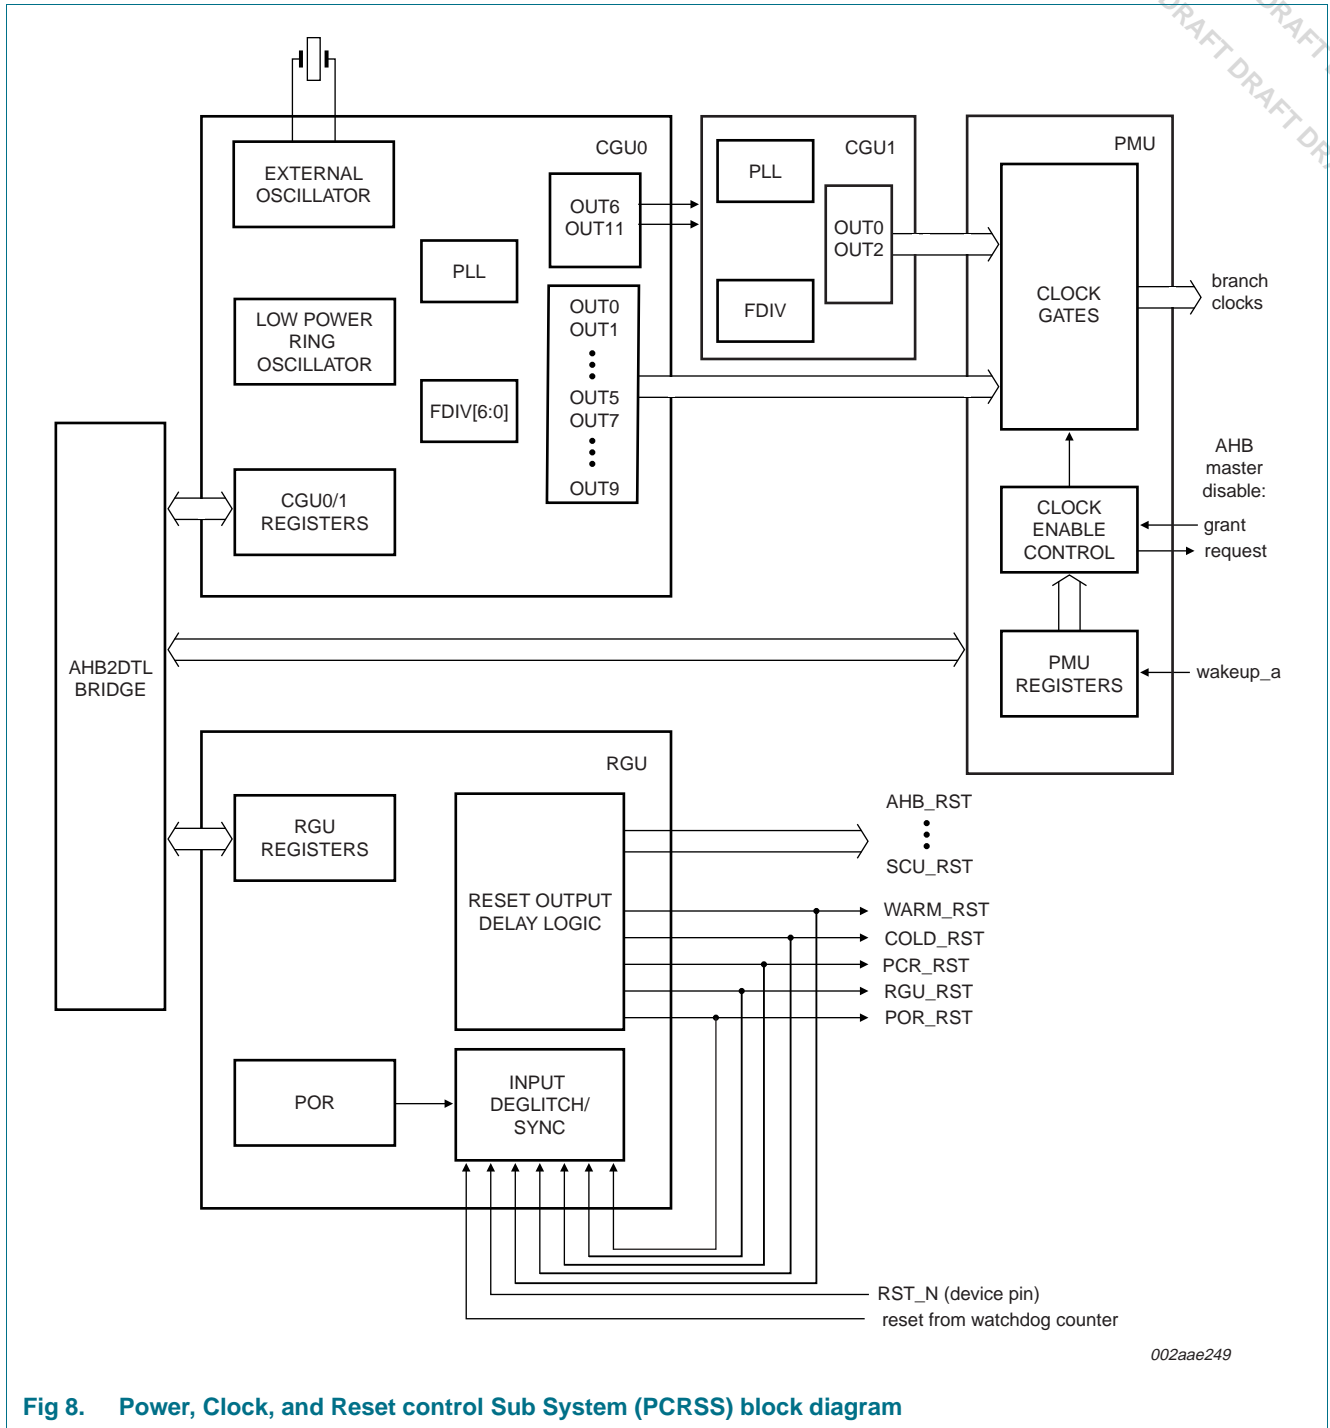 DRAFT DRAFT DRA
DRAFT
EXTERNAL
OSCILLATOR
LOW POWER
RING
OSCILLATOR
CGU0/1
REGISTERS
PLL
FDIV[6:0]
CGU0
OUT6
OUT11
OUT0
OUT1
OUT5
OUT7
OUT9
CGU1
PLL
FDIV
OUT0
OUT2
PMU
CLOCK
GATES
branch
clocks
CLOCK
ENABLE
CONTROL
AHB
master
disable:
grant
request
PMU
REGISTERS
wakeup_a
AHB2DTL
BRIDGE
RGU
RGU
REGISTERS
RESET OUTPUT
DELAY LOGIC
POR
INPUT
DEGLITCH/
SYNC
AHB_RST
SCU_RST
WARM_RST
COLD_RST
PCR_RST
RGU_RST
POR_RST
RST_N (device pin)
reset from watchdog counter
002aae249
Fig 8. Power, Clock, and Reset control Sub System (PCRSS) block diagram